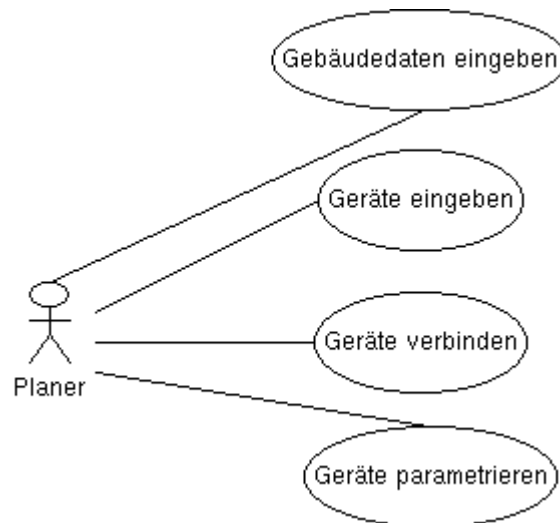 Gebäudedaten eingeben
Geräte eingeben
Geräte verbinden
Planer
Geräte parametrieren